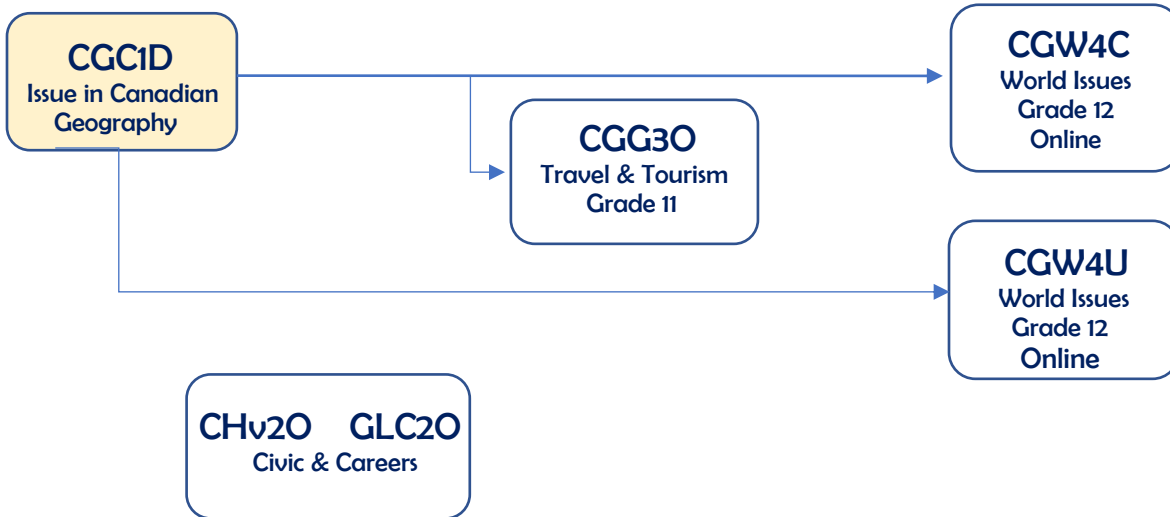 CGC1D
Issue in Canadian
Geography
CGG3O
Travel & Tourism
Grade 11
CGW4C
World Issues
Grade 12
Online
CGW4U
World Issues
Grade 12
Online
CHv2O GLC2O
Civic & Careers